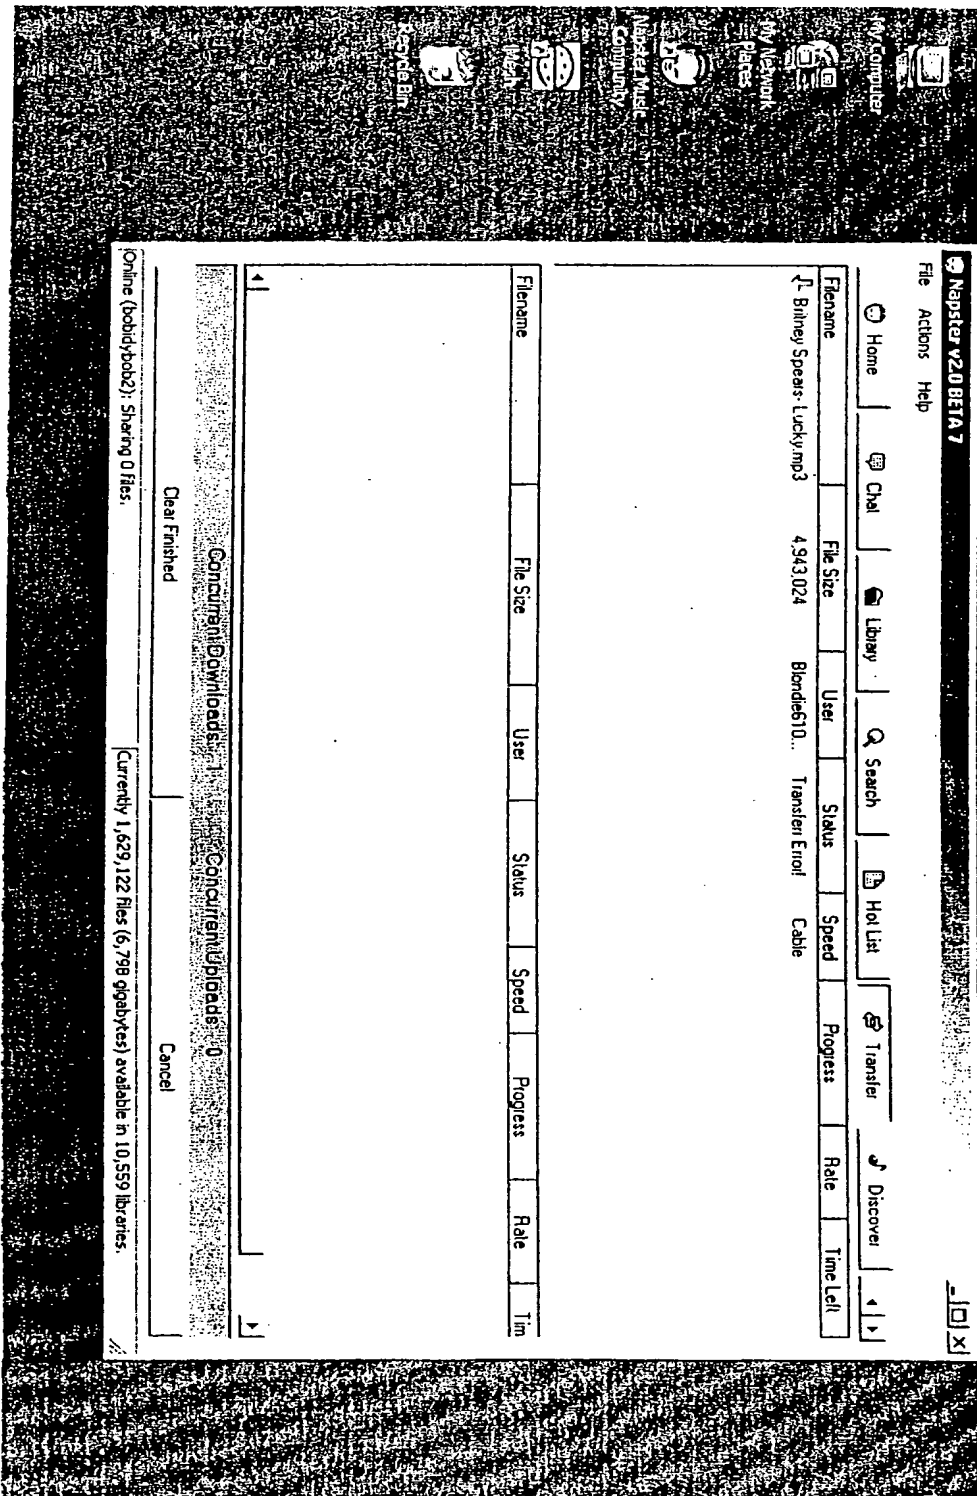 My Computer
My Network
Places
Napster Music
Community
Recycle Bin
Napster v2.0 BETA 7
File Actions Help
Home Chat Library Search Hot List Transfer Discover
Filename File Size User Status Speed Progress Rate Time Left
Britney Spears- Lucky.mp3 4,943,024 Blondie610... Transferr Error! Cable
Filename File Size User Status Speed Progress Rate Tim
Concurrent Downloads: 1 Concurrent Uploads 0
Clear Finished Cancel
Online (bobidybob2): Sharing 0 files.
Currently 1,629,122 files (6,798 gigabytes) available in 10,559 libraries.